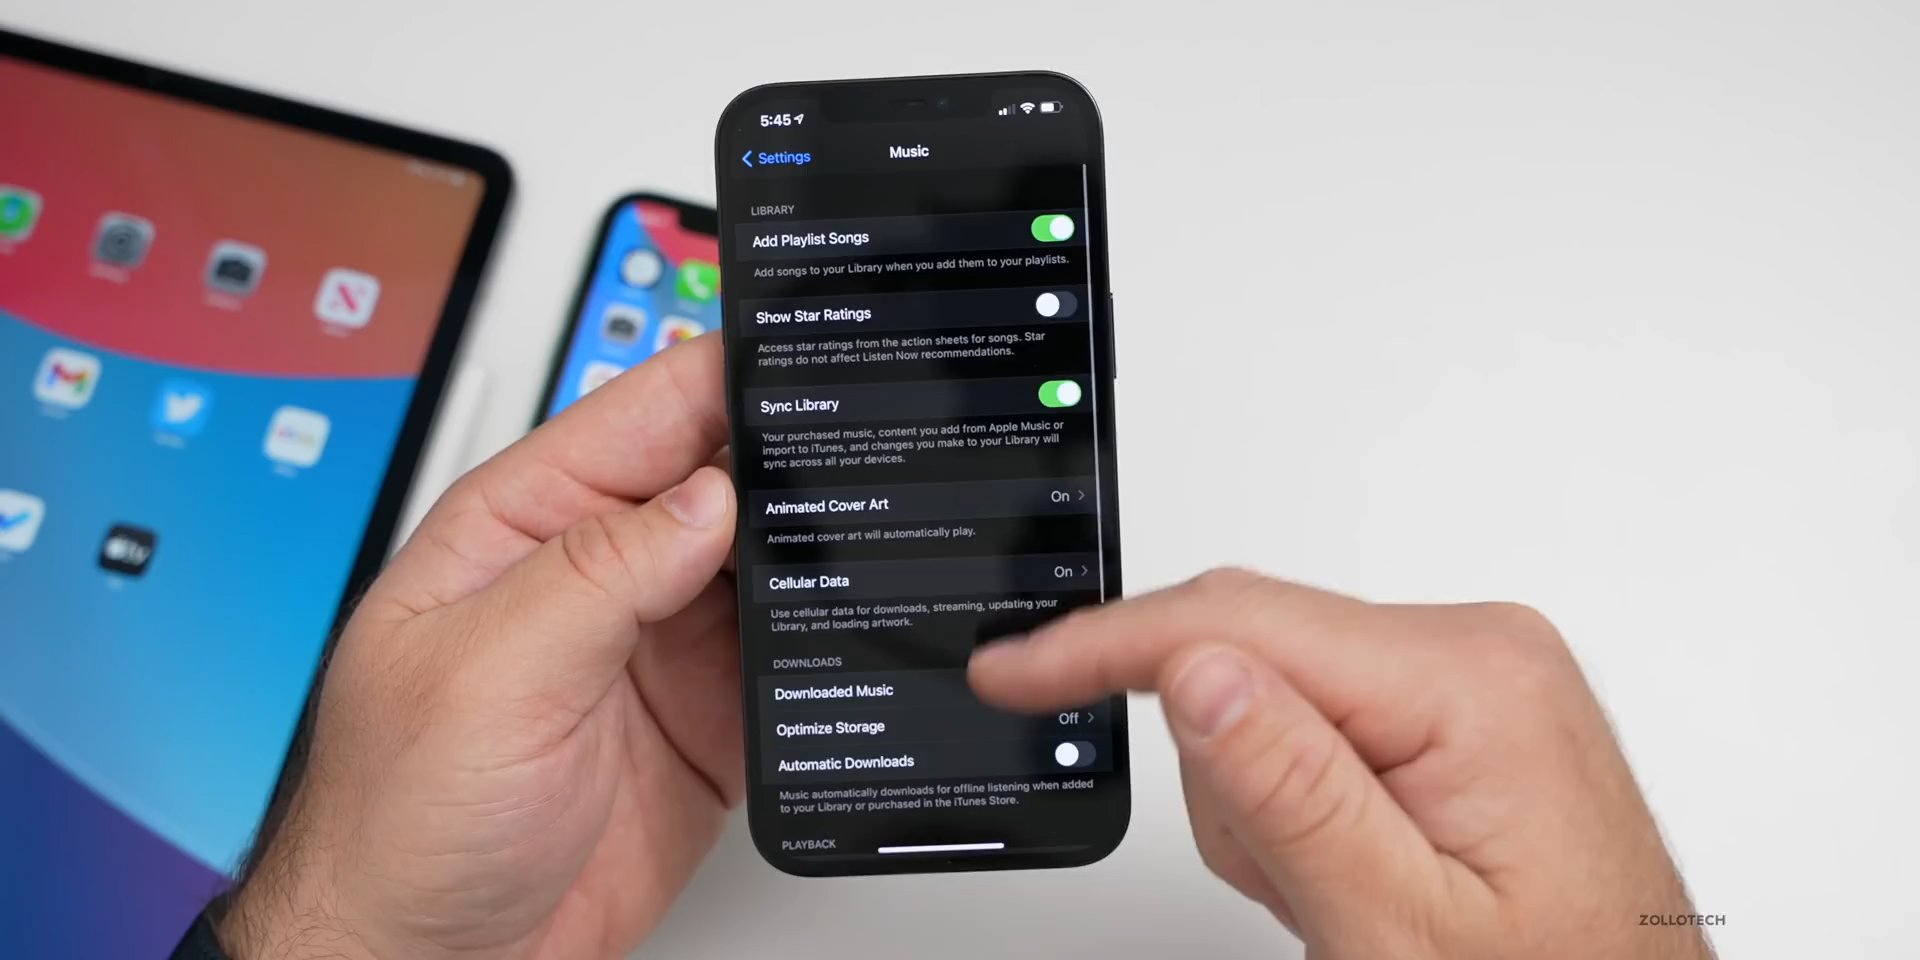 5:45
Settings
Music
LIBRARY
Add Playlist Songs
Add songs to your Library when you add them to your playlists.
Show Star Ratings
Access star ratings from the action sheets for songs. Star
ratings do not affect Listen Now recommendations.
Sync Library
Your purchased music, content you add from Apple Music or
import to iTunes, and changes you make to your Library will
sync across all your devices.
Animated Cover Art On
Animated cover art will automatically play.
Cellular Data On
Use cellular data for downloads, streaming, updating your
Library, and loading artwork.
DOWNLOADS
Downloaded Music
Optimize Storage Off
Automatic Downloads
Music automatically downloads for offline listening when added
to your Library or purchased in the iTunes Store.
PLAYBACK
ZOLLOTECH